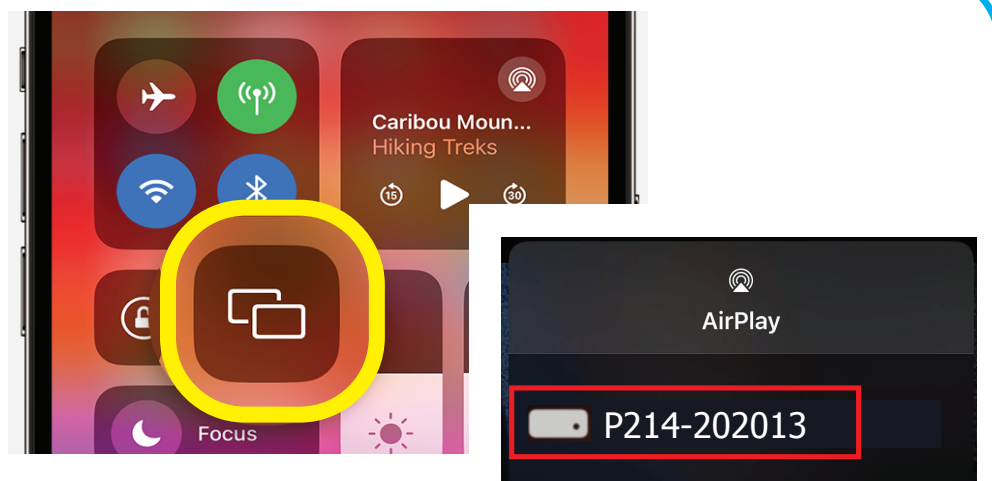 Caribou Moun...
Hiking Treks
15
30
Focus
AirPlay
P214-202013